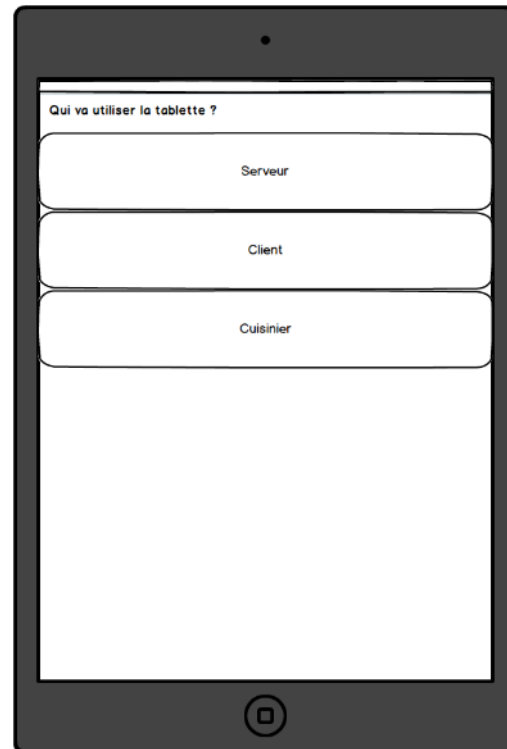 Qui va utiliser la tablette ?
Serveur
Client
Cuisinier